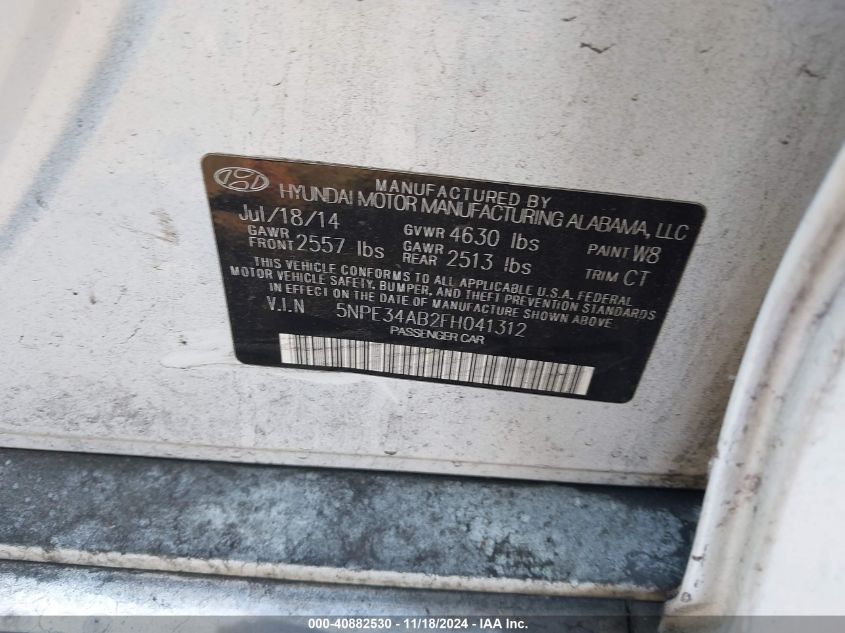 MANUFACTURED BY
HYUNDAI MOTOR MANUFACTURING ALABAMA, LLC
Jul/18/14
GAWR FRONT 2557 lbs GVWR 4630 lbs PAINT W8
GAWR REAR 2513 lbs TRIM CT
THIS VEHICLE CONFORMS TO ALL APPLICABLE U.S.A. FEDERAL
MOTOR VEHICLE SAFETY, BUMPER, AND THEFT PREVENTION STANDARDS
IN EFFECT ON THE DATE OF MANUFACTURE SHOWN ABOVE.
V.I.N 5NPE34AB2FH041312
PASSENGER CAR
000-40882530 - 11/18/2024 - IAA Inc.